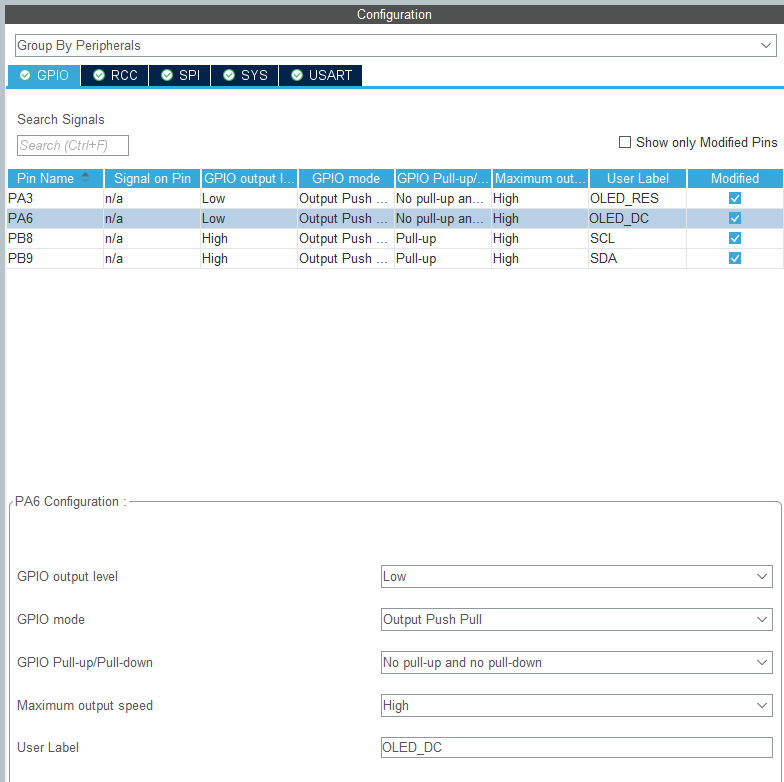 Configuration
Group By Peripherals
GPIO RCC SPI SYS USART
Search Signals
Search (Ctrl+F)
Show only Modified Pins
Pin Name Signal on Pin GPIO output l... GPIO mode GPIO Pull-up/... Maximum out... User Label Modified
PA3 n/a Low Output Push ... No pull-up an... High OLED_RES
PA6 n/a Low Output Push ... No pull-up an... High OLED_DC
PB8 n/a High Output Push ... Pull-up High SCL
PB9 n/a High Output Push ... Pull-up High SDA
PA6 Configuration :
GPIO output level Low
GPIO mode Output Push Pull
GPIO Pull-up/Pull-down No pull-up and no pull-down
Maximum output speed High
User Label OLED_DC